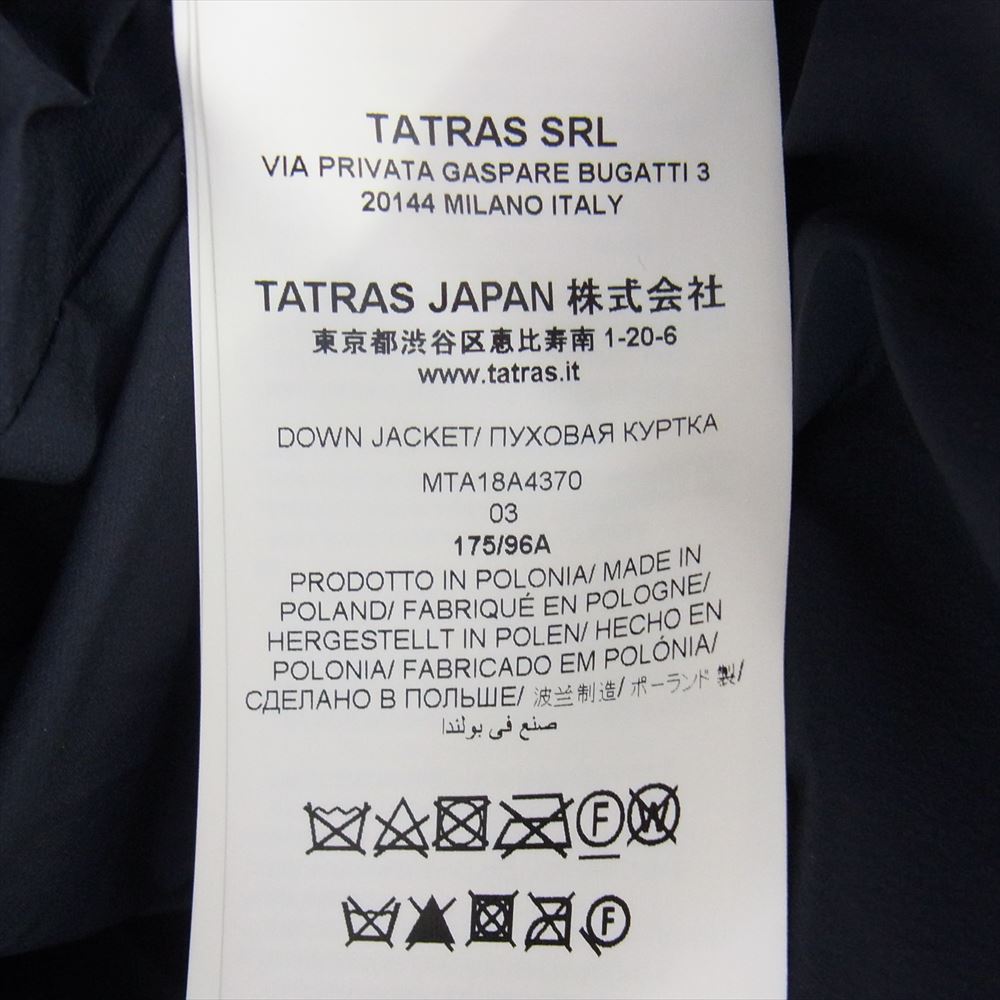 TATRAS SRL
VIA PRIVATA GASPARE BUGATTI 3
20144 MILANO ITALY
TATRAS JAPAN 株式会社
東京都渋谷区恵比寿南 1-20-6
www.tatras.it
DOWN JACKET/ ПУХОВАЯ КУРТКА
MTA18A4370
03
175/96A
PRODOTTO IN POLONIA/ MADE IN
POLAND/ FABRIQUÉ EN POLOGNE/
HERGESTELLT IN POLEN/ HECHO EN
POLONIA/ FABRICADO EM POLÓNIA/
СДЕЛАНО В ПОЛЬШЕ/ 波兰制造/ ポーランド製/
صنع في بولندا
F W
F